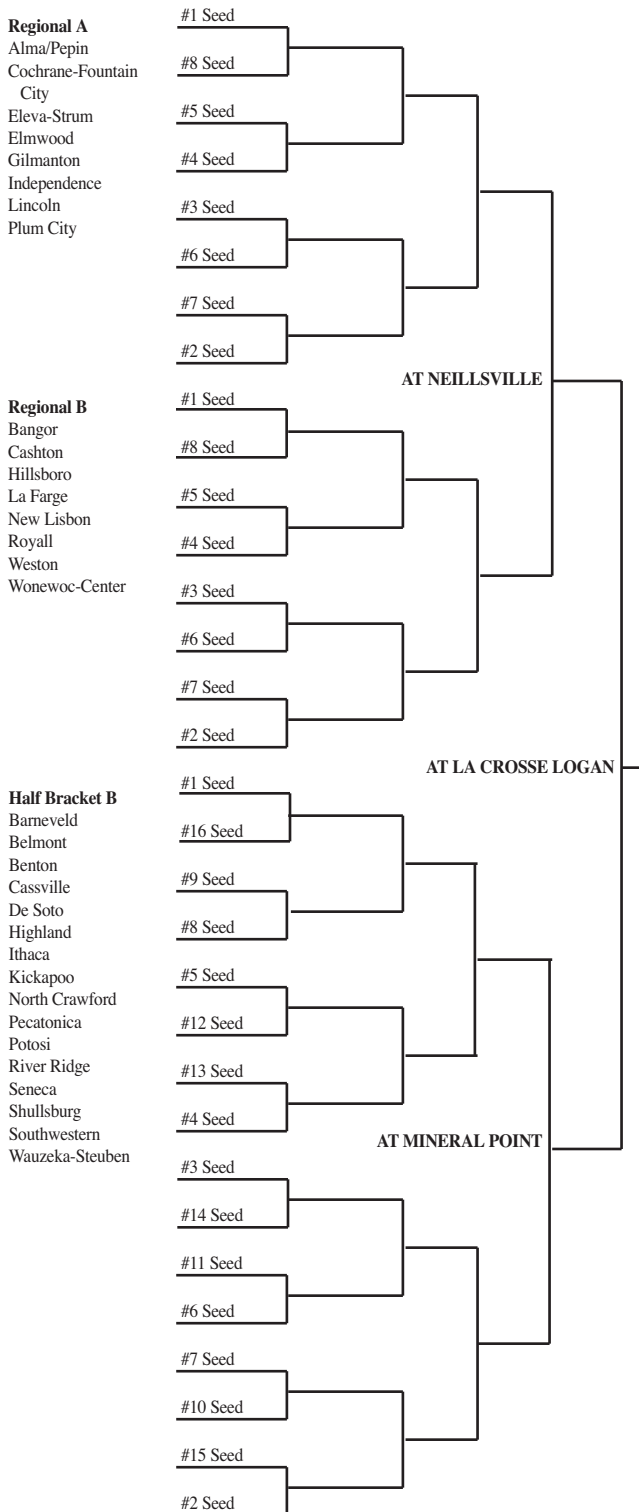 Regional A
Alma/Pepin
Cochrane-Fountain
City
Eleva-Strum
Elmwood
Gilmanton
Independence
Lincoln
Plum City
#1 Seed
#8 Seed
#5 Seed
#4 Seed
#3 Seed
#6 Seed
#7 Seed
#2 Seed
AT NEILLSVILLE
Regional B
Bangor
Cashton
Hillsboro
La Farge
New Lisbon
Royall
Weston
Wonewoc-Center
#1 Seed
#8 Seed
#5 Seed
#4 Seed
#3 Seed
#6 Seed
#7 Seed
#2 Seed
AT LA CROSSE LOGAN
Half Bracket B
Barneveld
Belmont
Benton
Cassville
De Soto
Highland
Ithaca
Kickapoo
North Crawford
Pecatonica
Potosi
River Ridge
Seneca
Shullsburg
Southwestern
Wauzeka-Steuben
#1 Seed
#16 Seed
#9 Seed
#8 Seed
#5 Seed
#12 Seed
#13 Seed
#4 Seed
AT MINERAL POINT
#3 Seed
#14 Seed
#11 Seed
#6 Seed
#7 Seed
#10 Seed
#15 Seed
#2 Seed